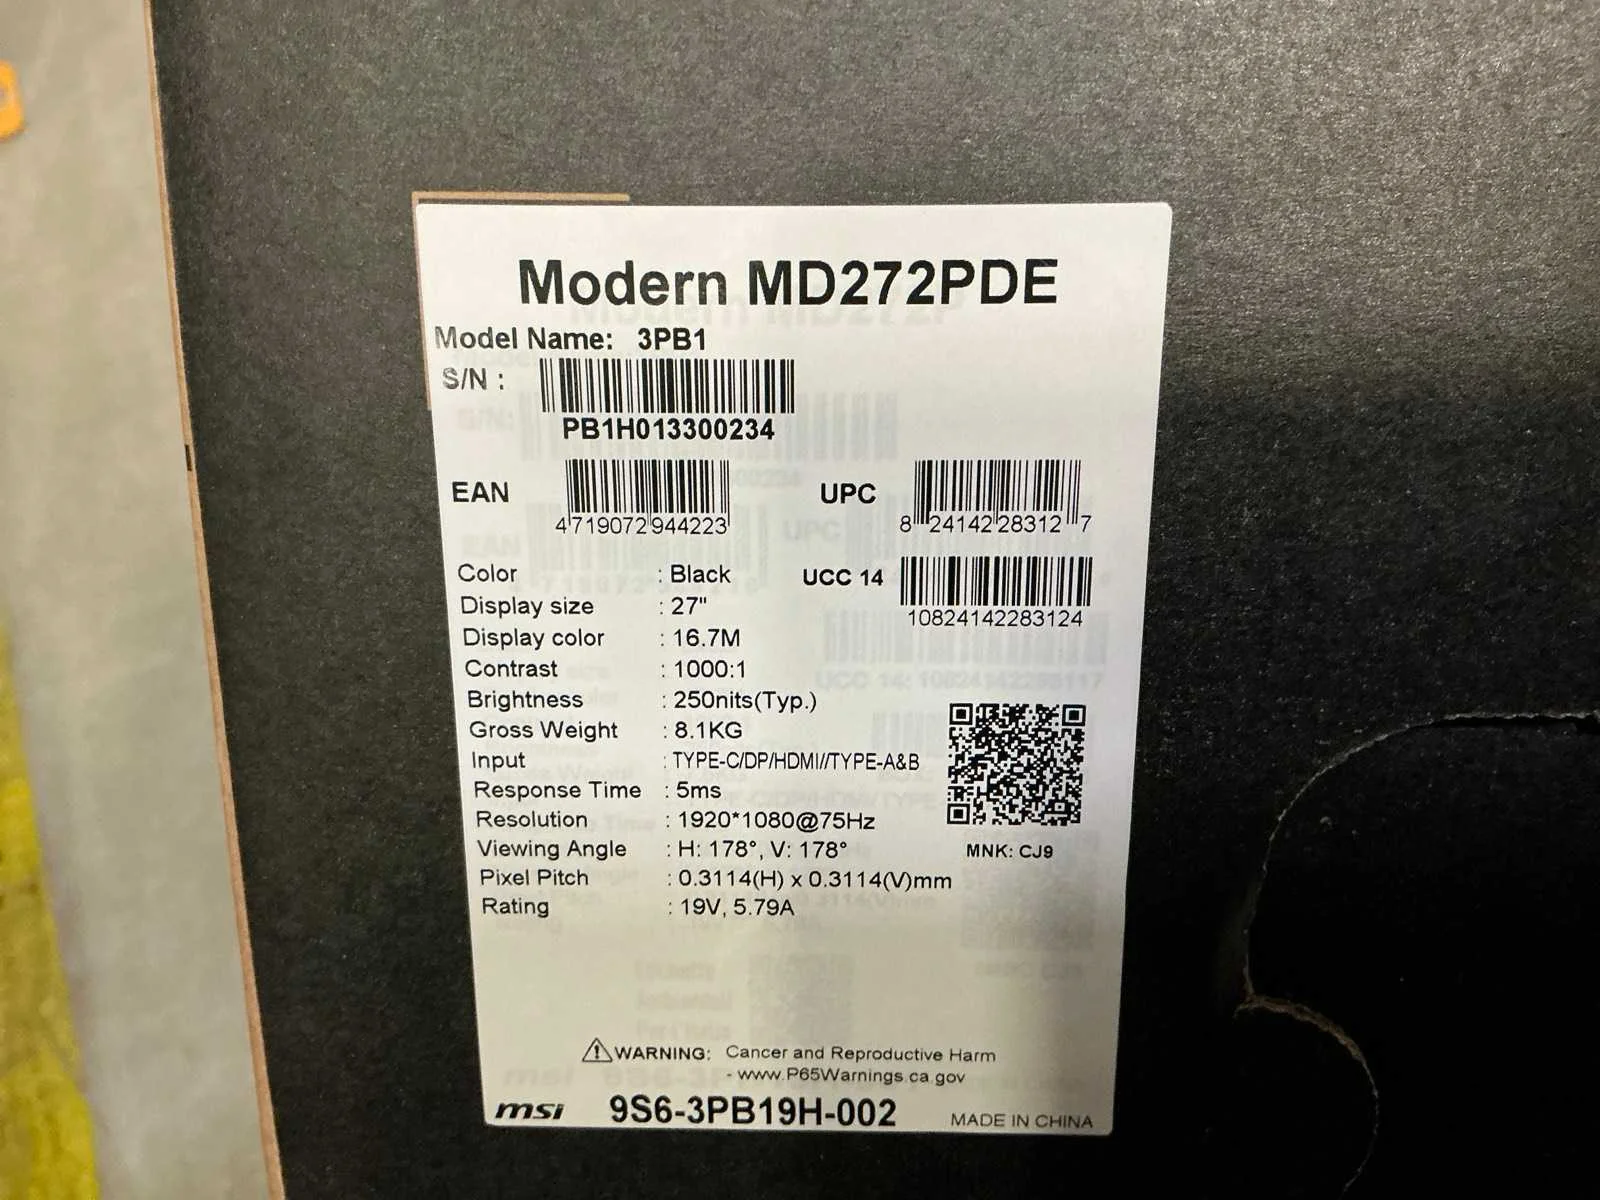 Modern MD272PDE
Model Name: 3PB1
S/N :
PB1H013300234
EAN
4719072944223
UPC
8 24142 28312 7
Color : Black
UCC 14
10824142283124
Display size : 27"
Display color : 16.7M
Contrast : 1000:1
Brightness : 250nits(Typ.)
Gross Weight : 8.1KG
Input : TYPE-C/DP/HDMI//TYPE-A&B
Response Time : 5ms
Resolution : 1920*1080@75Hz
Viewing Angle : H: 178°, V: 178°
MNK: CJ9
Pixel Pitch : 0.3114(H) x 0.3114(V)mm
Rating : 19V, 5.79A
WARNING: Cancer and Reproductive Harm
- www.P65Warnings.ca.gov
msi 9S6-3PB19H-002 MADE IN CHINA